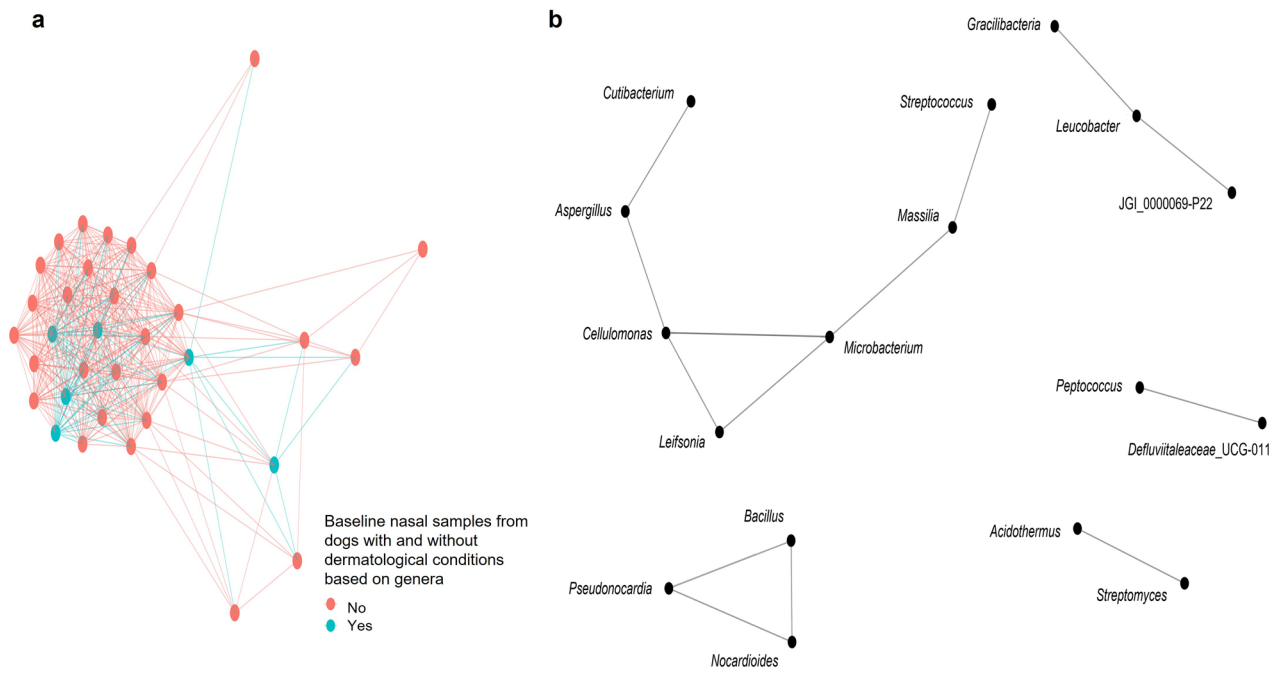 a
b
Gracilibacteria
Cutibacterium
Streptococcus
Leucobacter
JGI_0000069-P22
Aspergillus
Massilia
Cellulomonas
Microbacterium
Peptococcus
Leifsonia
Defluviitaleaceae_UCG-011
Baseline nasal samples from
dogs with and without
dermatological conditions
based on genera
No
Yes
Bacillus
Acidothermus
Pseudonocardia
Streptomyces
Nocardioides